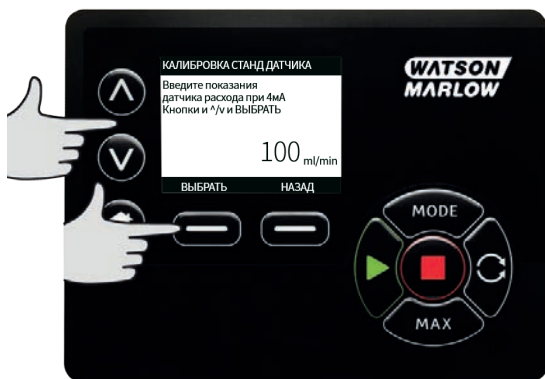 КАЛИБРОВКА СТАНД ДАТЧИКА
WATSON
MARLOW
Введите показания
датчика расхода при 4мА
Кнопки и ^/v и ВЫБРАТЬ
100 ml/min
ВЫБРАТЬ НАЗАД
MODE
MAX